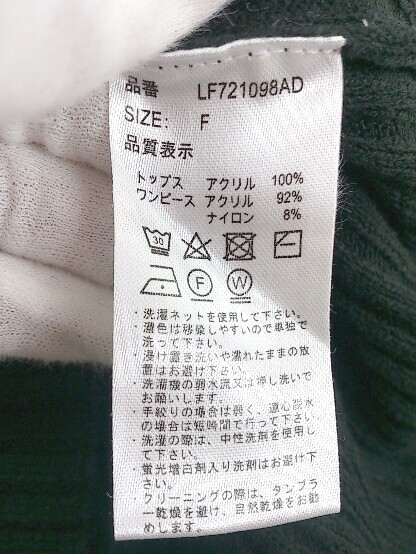 品番 LF721098AD
SIZE: F
品質表示
トップス アクリル 100%
ワンピース アクリル 92%
ナイロン 8%
30
F W
・洗濯ネットを使用して下さい。
・濃色は移染しやすいので単独で
洗って下さい。
・浸け置き洗いや濡れたままの放
置はお避け下さい。
・洗濯機の弱水流又は押し洗いで
お願いします。
・手絞りの場合は弱く、遠心脱水
の場合は短時間で行って下さい。
・洗濯の際は、中性洗剤を使用し
て下さい。
・蛍光増白剤入り洗剤はお避け下
さい。
・クリーニングの際は、タンブラ
ー乾燥を避け、自然乾燥をお勧
めします。